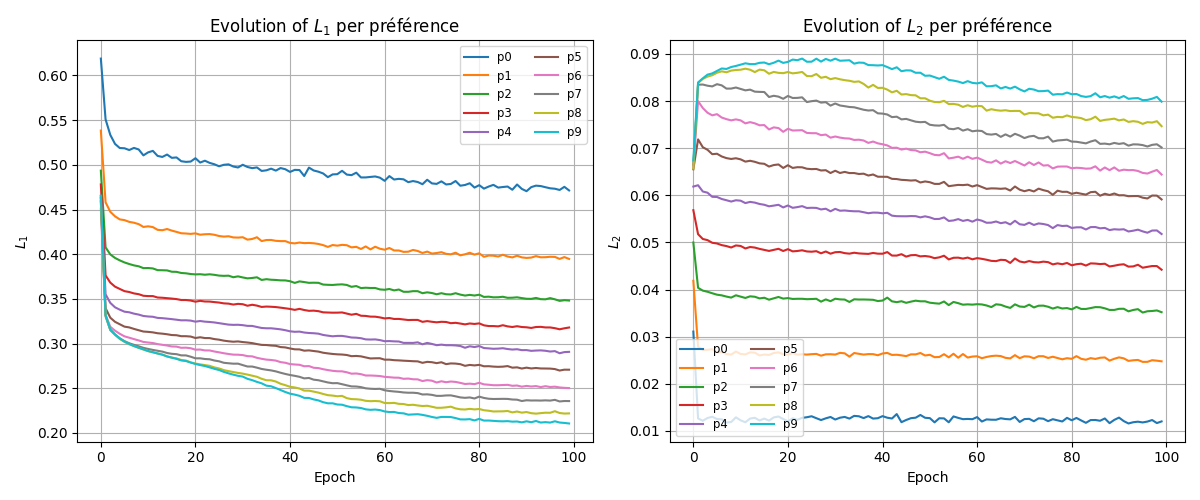 Evolution of L₁ per préférence
0.60
0.55
0.50
0.45
0.40
0.35
0.30
0.25
0.20
L₁
0 20 40 60 80 100
Epoch
p0 p5
p1 p6
p2 p7
p3 p8
p4 p9
Evolution of L₂ per préférence
0.09
0.08
0.07
0.06
0.05
0.04
0.03
0.02
0.01
L₂
0 20 40 60 80 100
Epoch
p0 p5
p1 p6
p2 p7
p3 p8
p4 p9